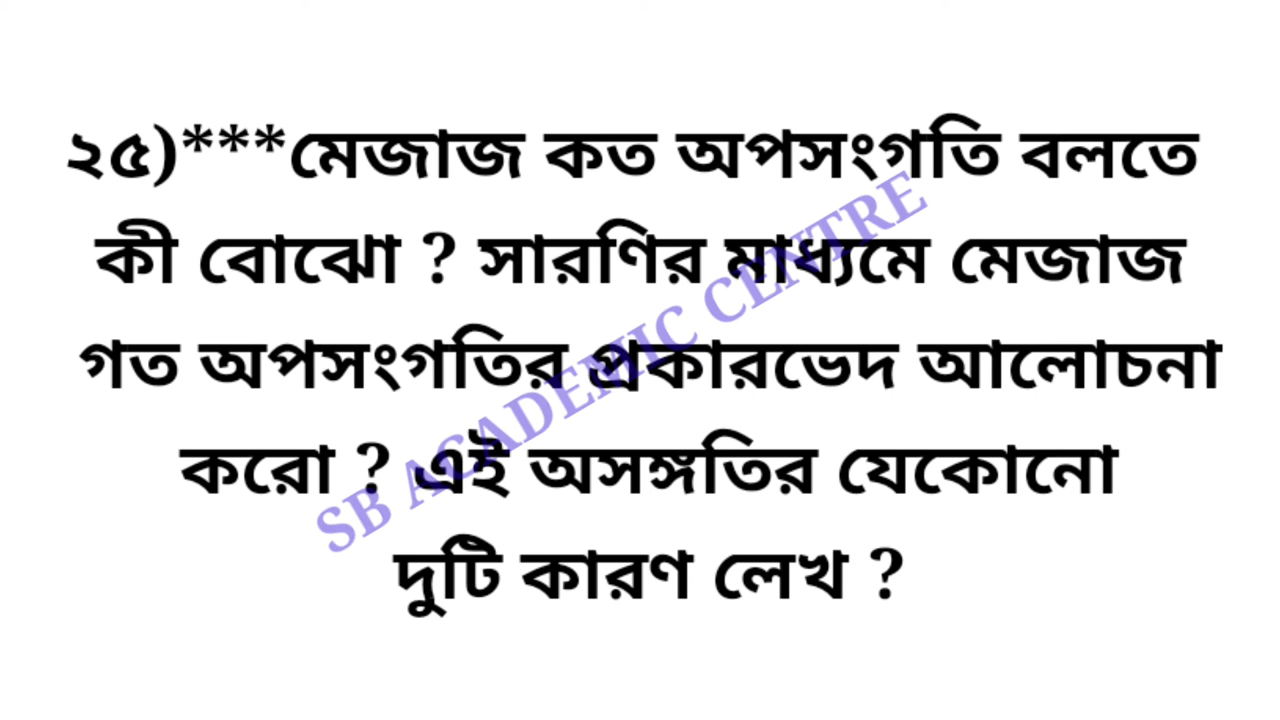 ২৫)***মেজাজ কত অপসংগতি বলতে
কী বোঝো ? সারণির মাধ্যমে মেজাজ
গত অপসংগতির প্রকারভেদ আলোচনা
করো ? এই অসঙ্গতির যেকোনো
দুটি কারণ লেখ ?
SB ACADEMIC CENTRE